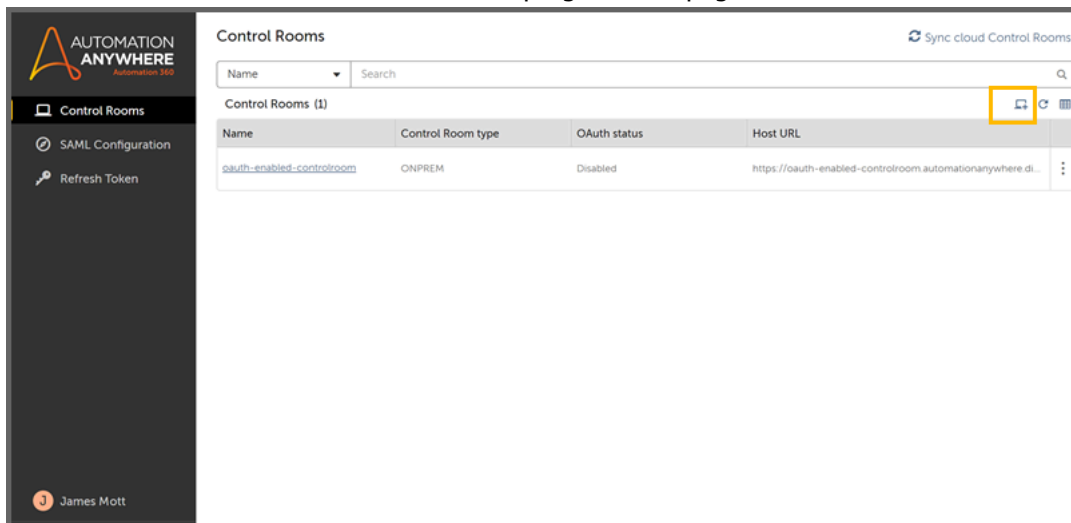 AUTOMATION
ANYWHERE
Automation 360
Control Rooms
SAML Configuration
Refresh Token
James Mott
J
Control Rooms
Sync cloud Control Rooms
Name
Search
Control Rooms (1)
Name Control Room type OAuth status Host URL
oauth-enabled-controlroom ONPREM Disabled https://oauth-enabled-controlroom.automationanywhere.di...